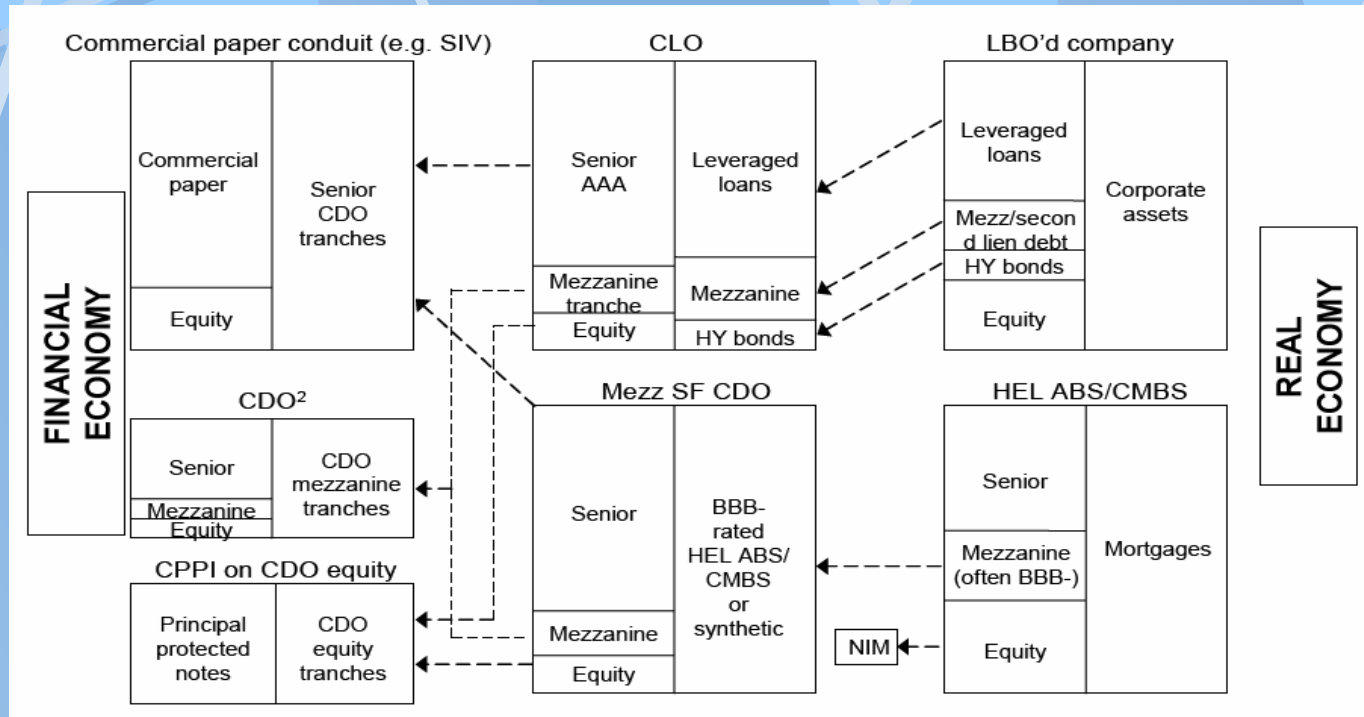 Commercial paper conduit (e.g. SIV)
CLO
LBO'd company
Commercial
paper
Equity
Senior
CDO
tranches
Senior
AAA
Mezzanine
tranche
Equity
Leveraged
loans
Mezzanine
HY bonds
Leveraged
loans
Mezz/secon
d lien debt
HY bonds
Equity
Corporate
assets
FINANCIAL
ECONOMY
REAL
ECONOMY
CDO²
Senior
Mezzanine
Equity
CDO
mezzanine
tranches
CPPI on CDO equity
Principal
protected
notes
CDO
equity
tranches
Mezz SF CDO
Senior
Mezzanine
Equity
BBB-
rated
HEL ABS/
CMBS
or
synthetic
HEL ABS/CMBS
Senior
Mezzanine
(often BBB-)
Equity
Mortgages
NIM